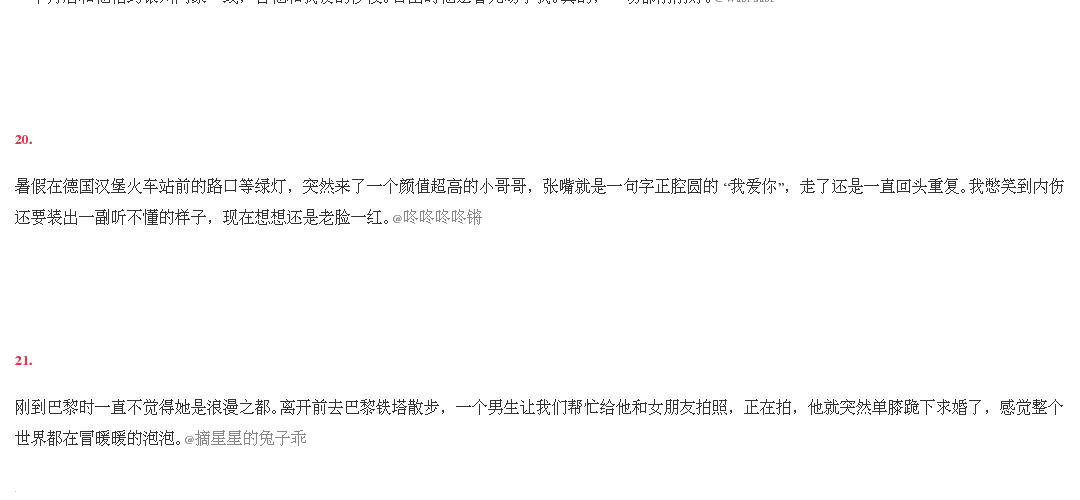 20.
暑假在德国汉堡火车站前的路口等绿灯，突然来了一个颜值超高的小哥哥，张嘴就是一句字正腔圆的 “我爱你”，走了还是一直回头重复。我憋笑到内伤
还要装出一副听不懂的样子，现在想想还是老脸一红。@咚咚咚咚锵
21.
刚到巴黎时一直不觉得她是浪漫之都。离开前去巴黎铁塔散步，一个男生让我们帮忙给他和女朋友拍照，正在拍，他就突然单膝跪下求婚了，感觉整个
世界都在冒暖暖的泡泡。@摘星星的兔子乖